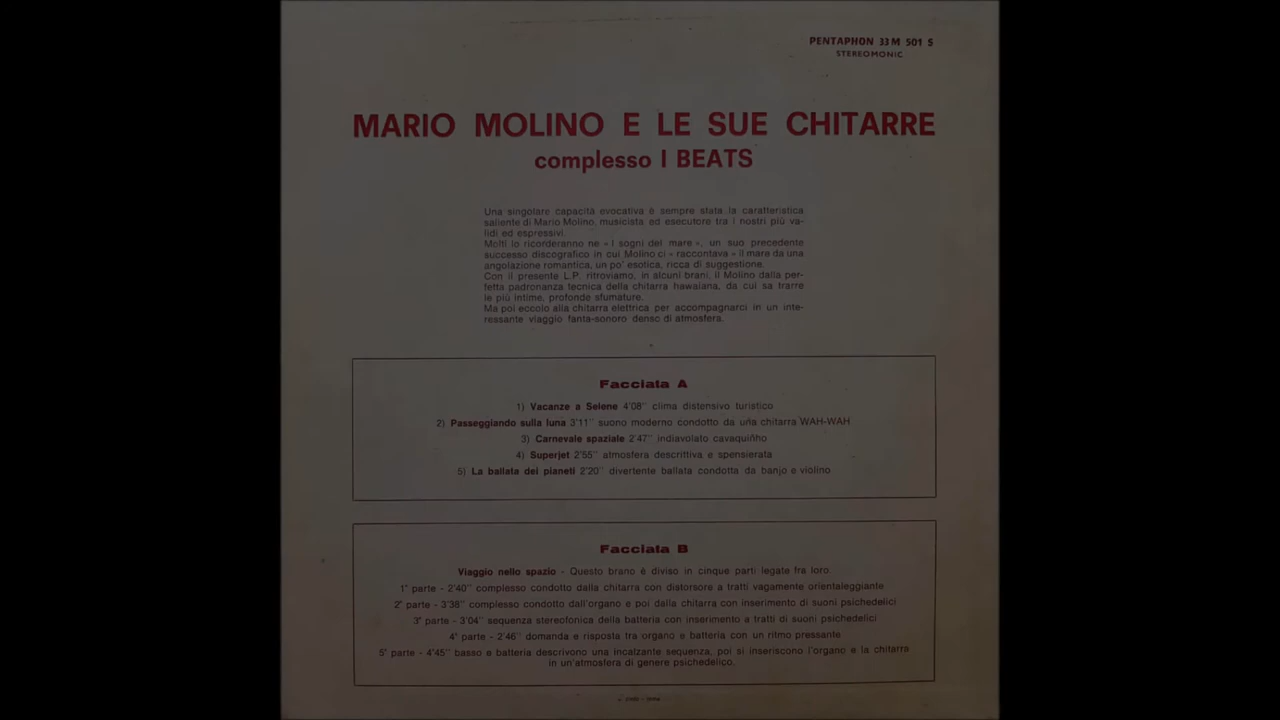 PENTAPHON 33 M 501 S
STEREOMONIC
MARIO MOLINO E LE SUE CHITARRE
complesso I BEATS
Una singolare capacità evocativa è sempre stata la caratteristica
saliente di Mario Molino, musicista ed esecutore tra i nostri più va-
lidi ed espressivi.
Molti lo ricorderanno ne « I sogni del mare », un suo precedente
successo discografico in cui Molino ci « raccontava » il mare da una
angolazione romantica, un po' esotica, ricca di suggestione.
Con il presente L.P. ritroviamo, in alcuni brani, il Molino dalla per-
fetta padronanza tecnica della chitarra hawaiana, da cui sa trarre
le più intime, profonde sfumature.
Ma poi eccolo alla chitarra elettrica per accompagnarci in un inte-
ressante viaggio fanta-sonoro denso di atmosfera.
Facciata A
1) Vacanze a Selene 4'08'' clima distensivo turistico
2) Passeggiando sulla luna 3'11'' suono moderno condotto da uña chitarra WAH-WAH
3) Carnevale spaziale 2'47'' indiavolato cavaquiñho
4) Superjet 2'55'' atmosfera descrittiva e spensierata
5) La ballata dei pianeti 2'20'' divertente ballata condotta da banjo e violino
Facciata B
Viaggio nello spazio - Questo brano è diviso in cinque parti legate fra loro.
1ª parte - 2'40'' complesso condotto dalla chitarra con distorsore a tratti vagamente orientaleggiante
2ª parte - 3'38'' complesso condotto dall'organo e poi dalla chitarra con inserimento di suoni psichedelici
3ª parte - 3'04'' sequenza stereofonica della batteria con inserimento a tratti di suoni psichedelici
4ª parte - 2'46'' domanda e risposta tra organo e batteria con un ritmo pressante
5ª parte - 4'45'' basso e batteria descrivono una incalzante sequenza, poi si inseriscono l'organo e la chitarra
in un'atmosfera di genere psichedelico.